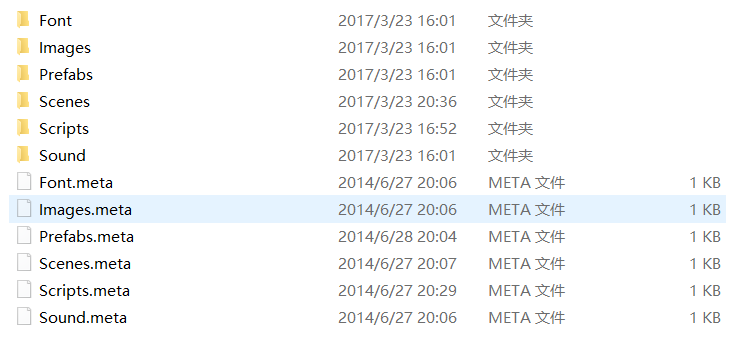 Font 2017/3/23 16:01 文件夹
Images 2017/3/23 16:01 文件夹
Prefabs 2017/3/23 16:01 文件夹
Scenes 2017/3/23 20:36 文件夹
Scripts 2017/3/23 16:52 文件夹
Sound 2017/3/23 16:01 文件夹
Font.meta 2014/6/27 20:06 META 文件 1 KB
Images.meta 2014/6/27 20:06 META 文件 1 KB
Prefabs.meta 2014/6/28 20:04 META 文件 1 KB
Scenes.meta 2014/6/27 20:07 META 文件 1 KB
Scripts.meta 2014/6/27 20:29 META 文件 1 KB
Sound.meta 2014/6/27 20:06 META 文件 1 KB